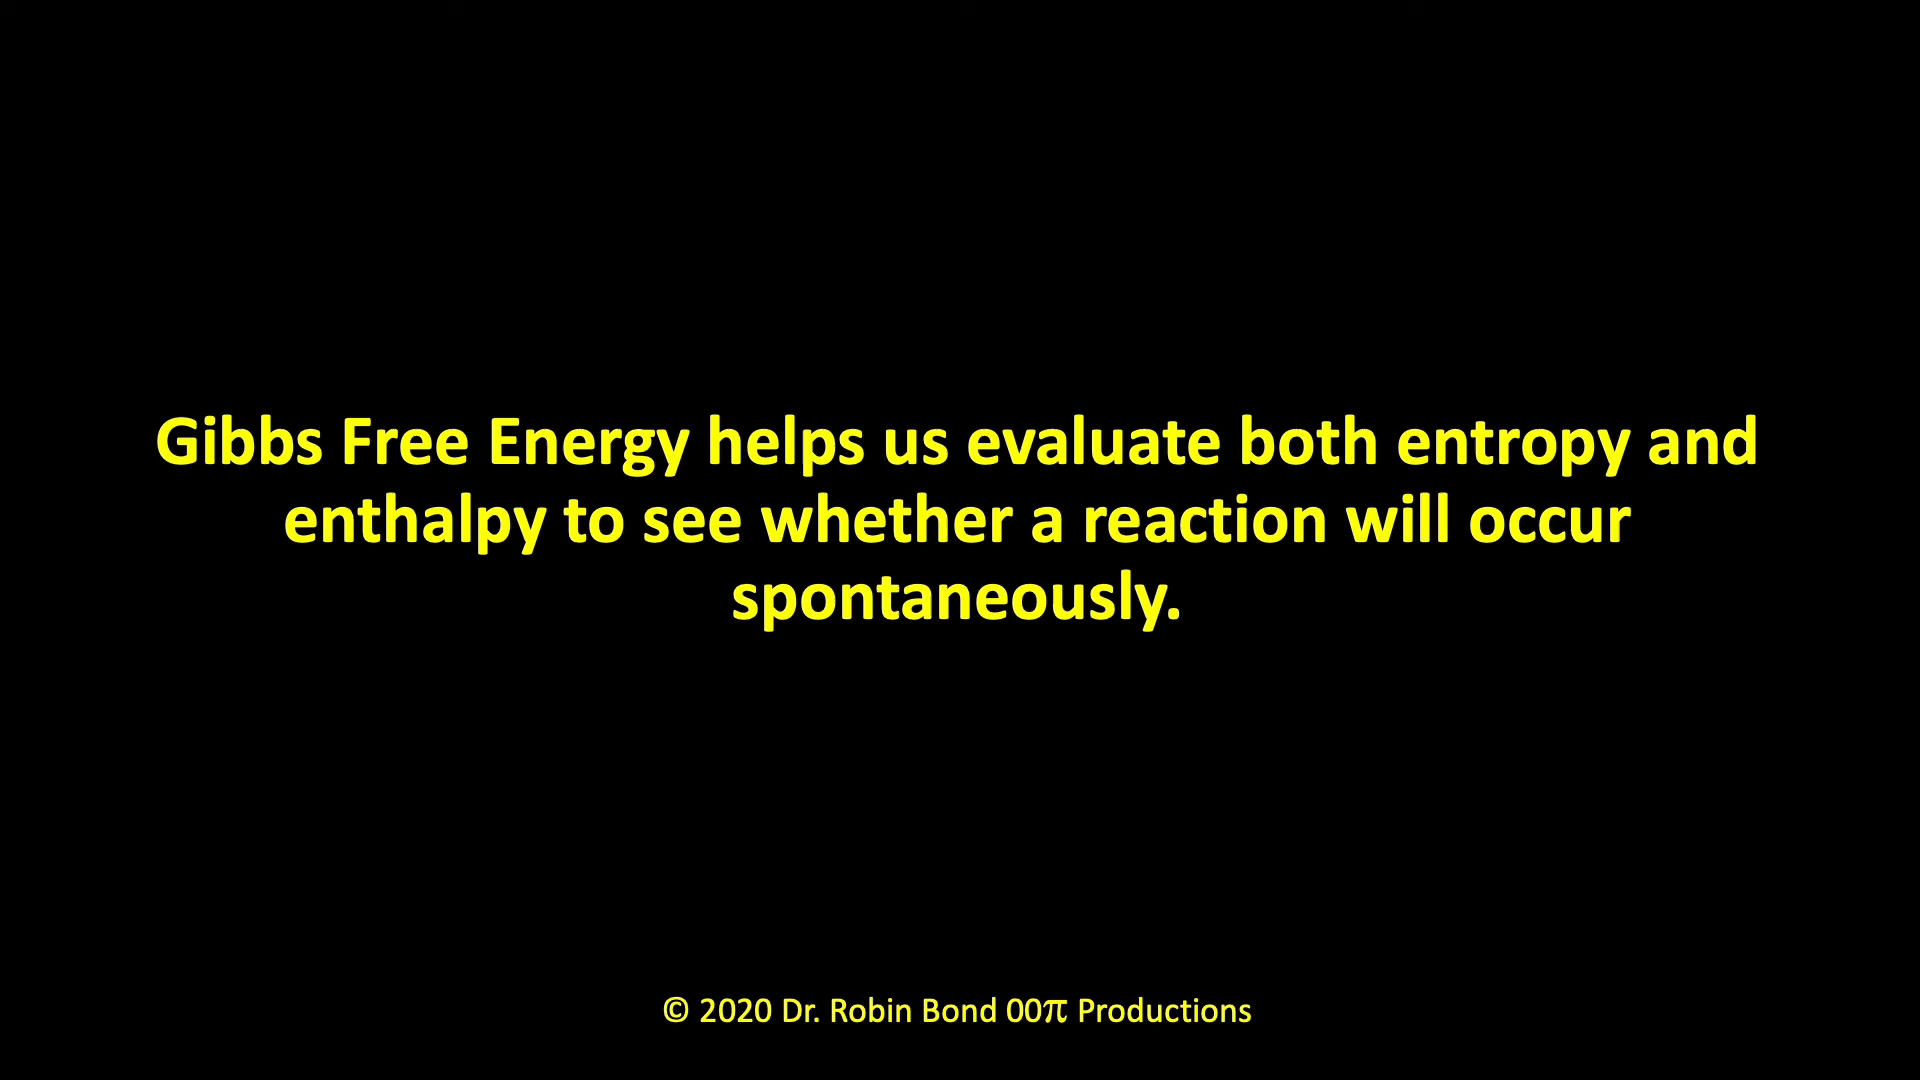 Gibbs Free Energy helps us evaluate both entropy and
enthalpy to see whether a reaction will occur
spontaneously.
© 2020 Dr. Robin Bond 00π Productions